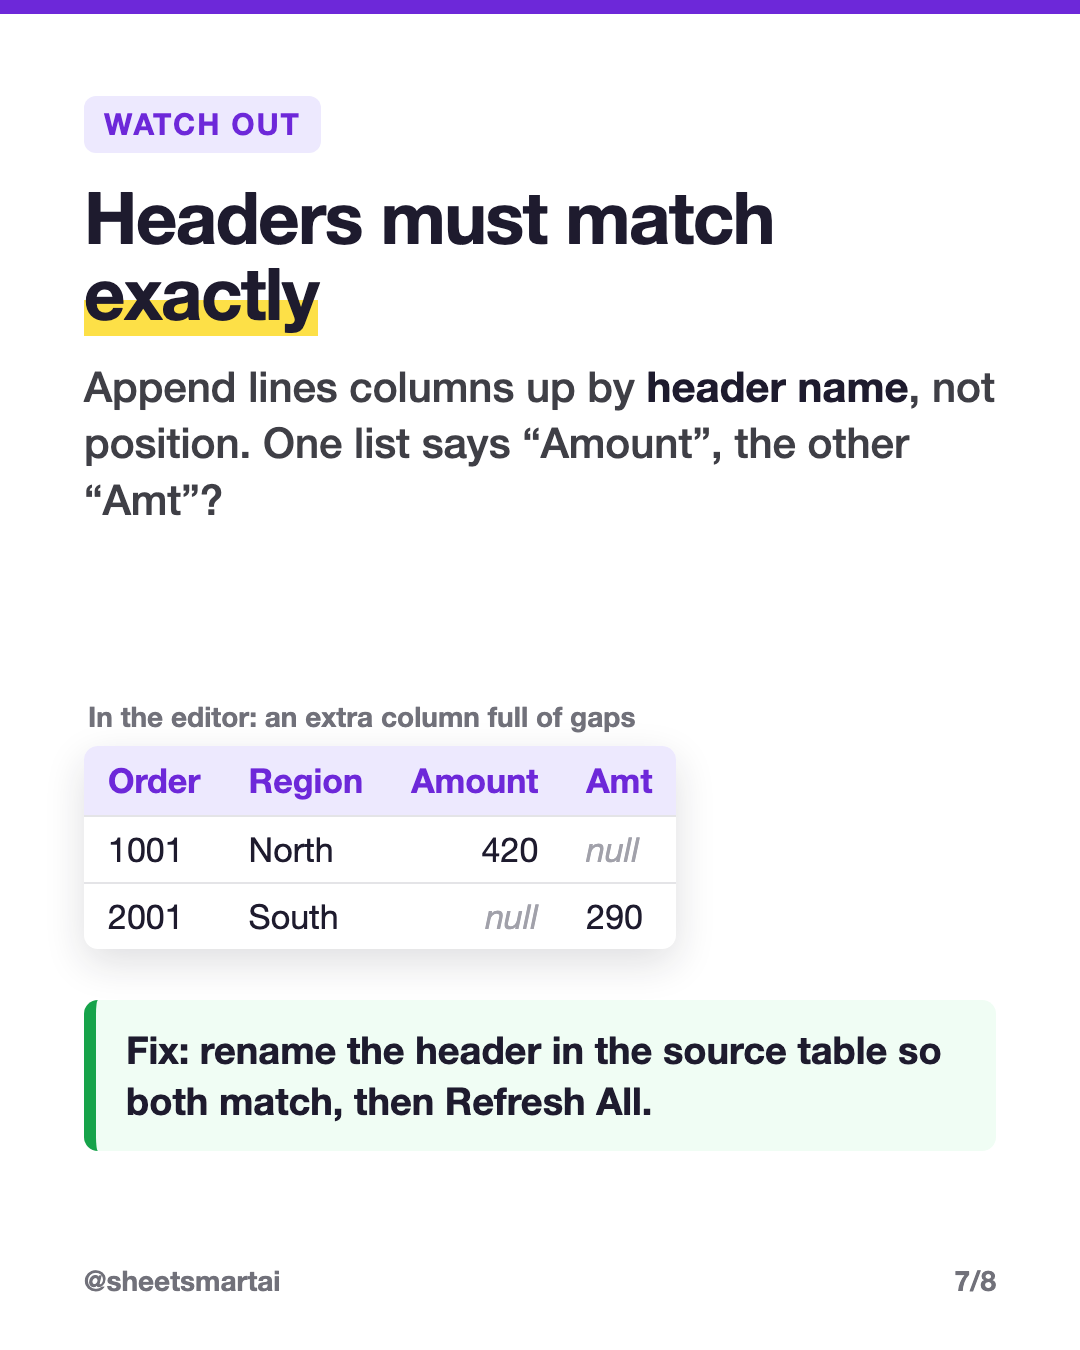 WATCH OUT
Headers must match
exactly
Append lines columns up by header name, not
position. One list says “Amount”, the other
“Amt”?
In the editor: an extra column full of gaps
Order Region Amount Amt
1001 North 420 null
2001 South null 290
Fix: rename the header in the source table so
both match, then Refresh All.
@sheetsmartai 7/8